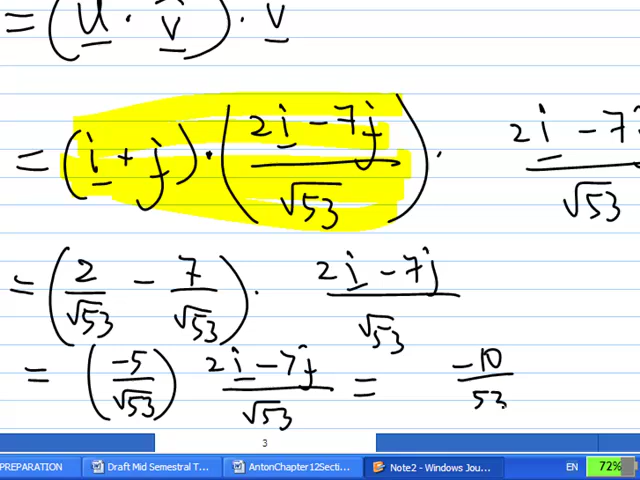 = (u · v̂) · v̂
= (i + j) · ((2i - 7j)/√53) · (2i - 7j)/√53
= (2/√53 - 7/√53) · (2i - 7j)/√53
= (-5/√53) (2i - 7j)/√53 = -10/53
3
PREPARATION Draft Mid Semestral T... AntonChapter12Secti... Note2 - Windows Jou... EN 72%